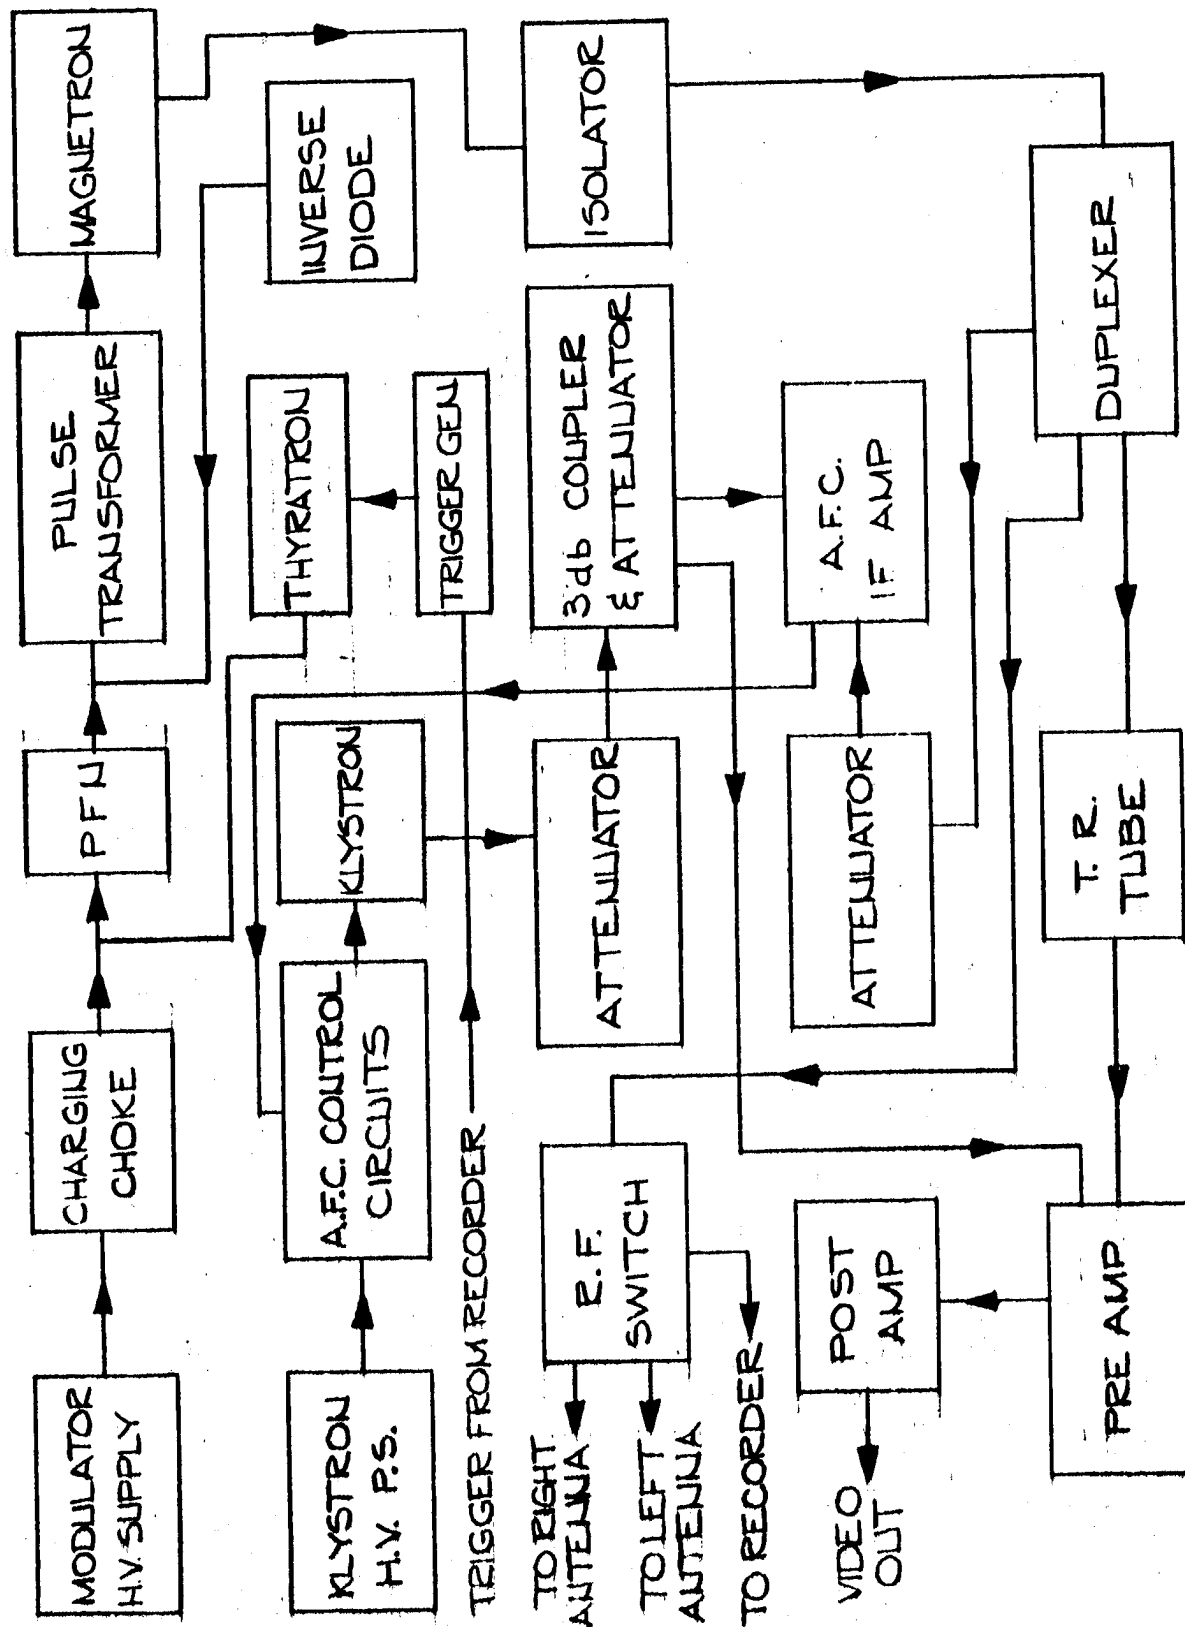 MODULATOR
H.V. SUPPLY
CHARGING
CHOKE
PFN
PULSE
TRANSFORMER
MAGNETRON
INVERSE
DIODE
THYRATRON
TRIGGER GEN
KLYSTRON
H.V. P.S.
A.F.C. CONTROL
CIRCUITS
KLYSTRON
TRIGGER FROM RECORDER
ATTENUATOR
3db COUPLER
& ATTENUATOR
ISOLATOR
TO RIGHT
ANTENNA
TO LEFT
ANTENNA
TO RECORDER
R.F.
SWITCH
ATTENUATOR
A.F.C.
IF AMP
VIDEO
OUT
POST
AMP
PRE AMP
T. R.
TUBE
DUPLEXER